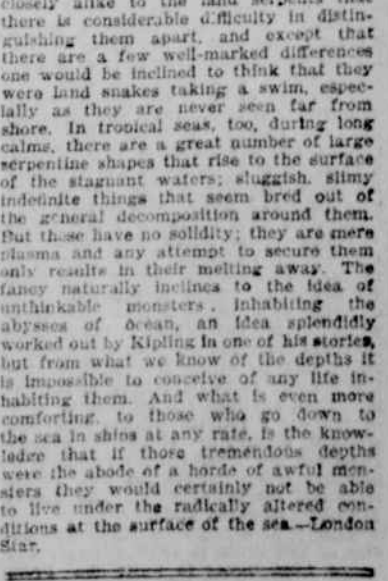 closely alike to the land serpents that
there is considerable difficulty in distin-
guishing them apart, and except that
there are a few well-marked differences
one would be inclined to think that they
were land snakes taking a swim, espec-
ially as they are never seen far from
shore. In tropical seas, too, during long
calms, there are a great number of large
serpentine shapes that rise to the surface
of the stagnant waters; sluggish, slimy
indefinite things that seem bred out of
the general decomposition around them.
But these have no solidity; they are mere
plasma and any attempt to secure them
only results in their melting away. The
fancy naturally inclines to the idea of
unthinkable monsters, inhabiting the
abysses of ocean, an idea splendidly
worked out by Kipling in one of his stories,
but from what we know of the depths it
is impossible to conceive of any life in-
habiting them. And what is even more
comforting, to those who go down to
the sea in ships at any rate, is the know-
ledge that if those tremendous depths
were the abode of a horde of awful mon-
sters they would certainly not be able
to live under the radically altered con-
ditions at the surface of the sea.—London
Star.